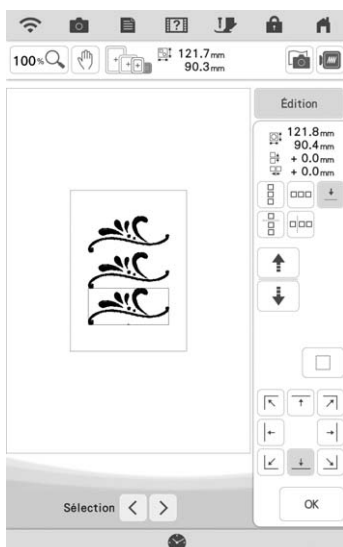 100%
121.7mm
90.3mm
Édition
121.8mm
90.4mm
+ 0.0mm
+ 0.0mm
Sélection
OK